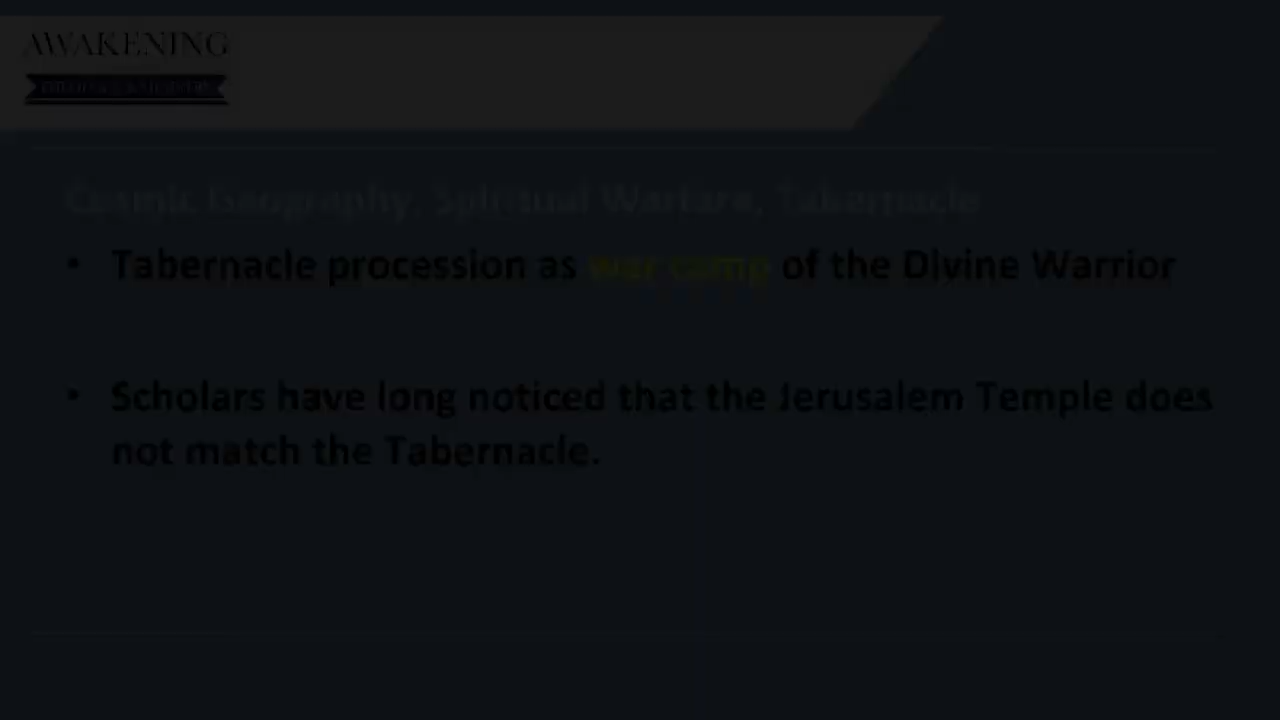 AWAKENING
Cosmic Geography, Spiritual Warfare, Tabernacle
• Tabernacle procession as war camp of the Divine Warrior
• Scholars have long noticed that the Jerusalem Temple does
not match the Tabernacle.